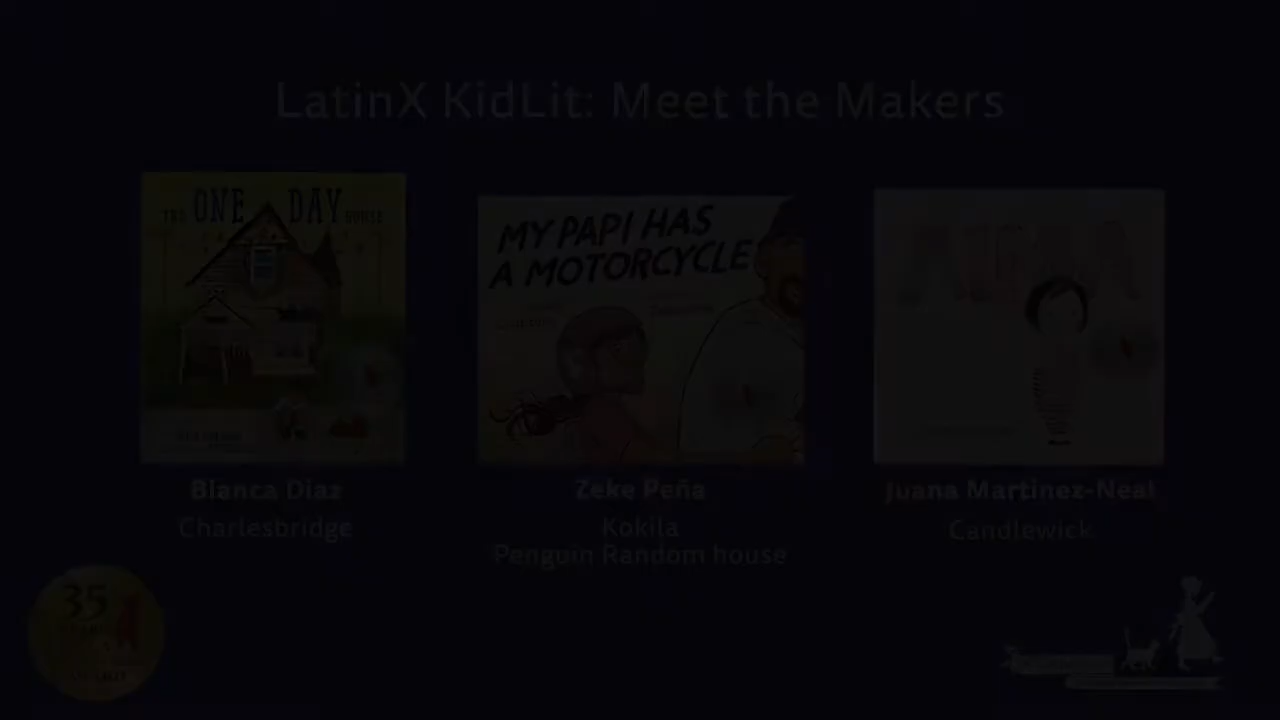 LatinX KidLit: Meet the Makers
THE ONE DAY HOUSE
MY PAPI HAS
A MOTORCYCLE
Blanca Diaz
Zeke Peña
Juana Martinez-Neal
Charlesbridge
Kokila
Candlewick
Penguin Random house
35